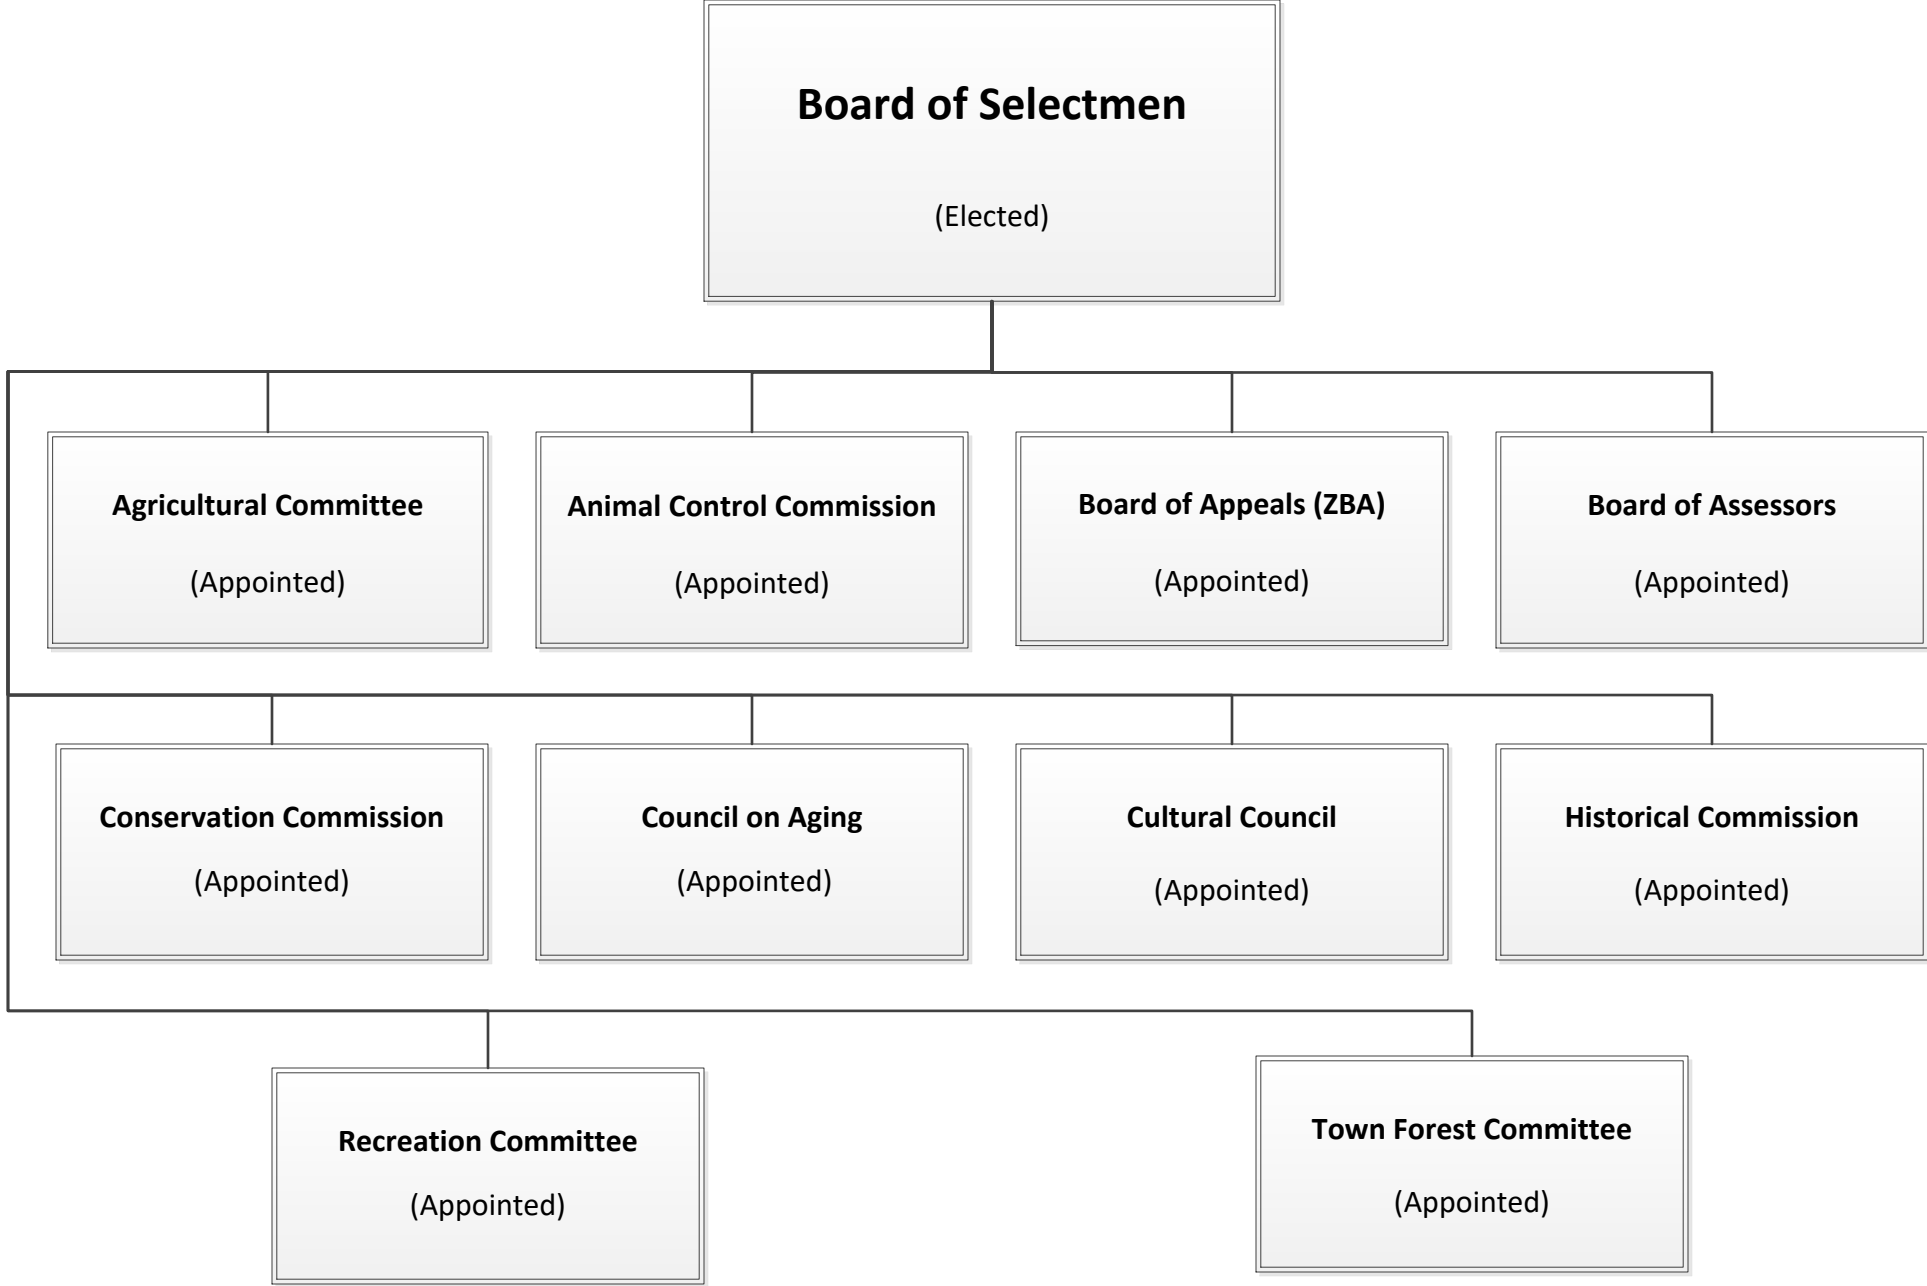 Board of Selectmen
(Elected)
Agricultural Committee
(Appointed)
Animal Control Commission
(Appointed)
Board of Appeals (ZBA)
(Appointed)
Board of Assessors
(Appointed)
Conservation Commission
(Appointed)
Council on Aging
(Appointed)
Cultural Council
(Appointed)
Historical Commission
(Appointed)
Recreation Committee
(Appointed)
Town Forest Committee
(Appointed)